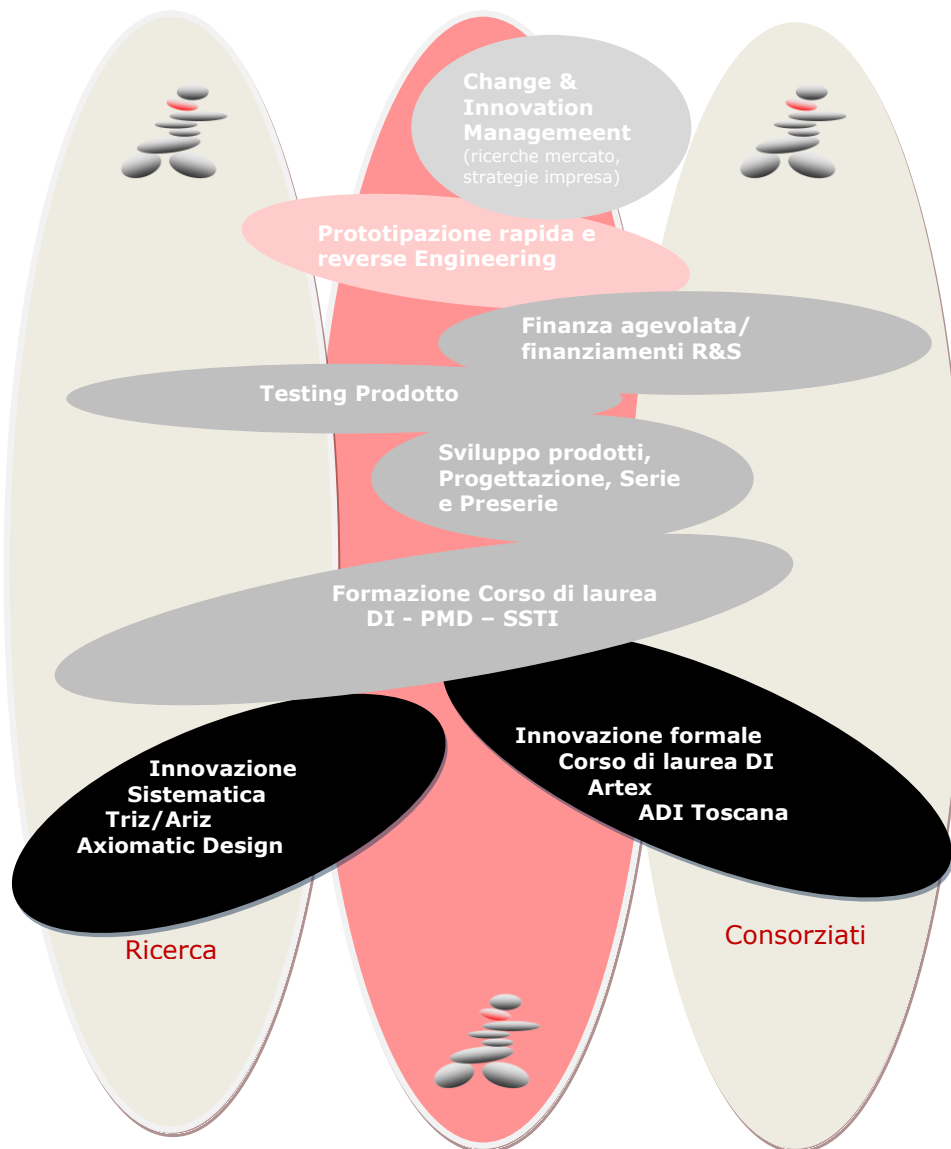 Change &
Innovation
Managemeent
(ricerche mercato,
strategie impresa)
Prototipazione rapida e
reverse Engineering
Finanza agevolata/
finanziamenti R&S
Testing Prodotto
Sviluppo prodotti,
Progettazione, Serie
e Preserie
Formazione Corso di laurea
DI - PMD – SSTI
Innovazione
Sistematica
Triz/Ariz
Axiomatic Design
Innovazione formale
Corso di laurea DI
Artex
ADI Toscana
Ricerca
Consorziati